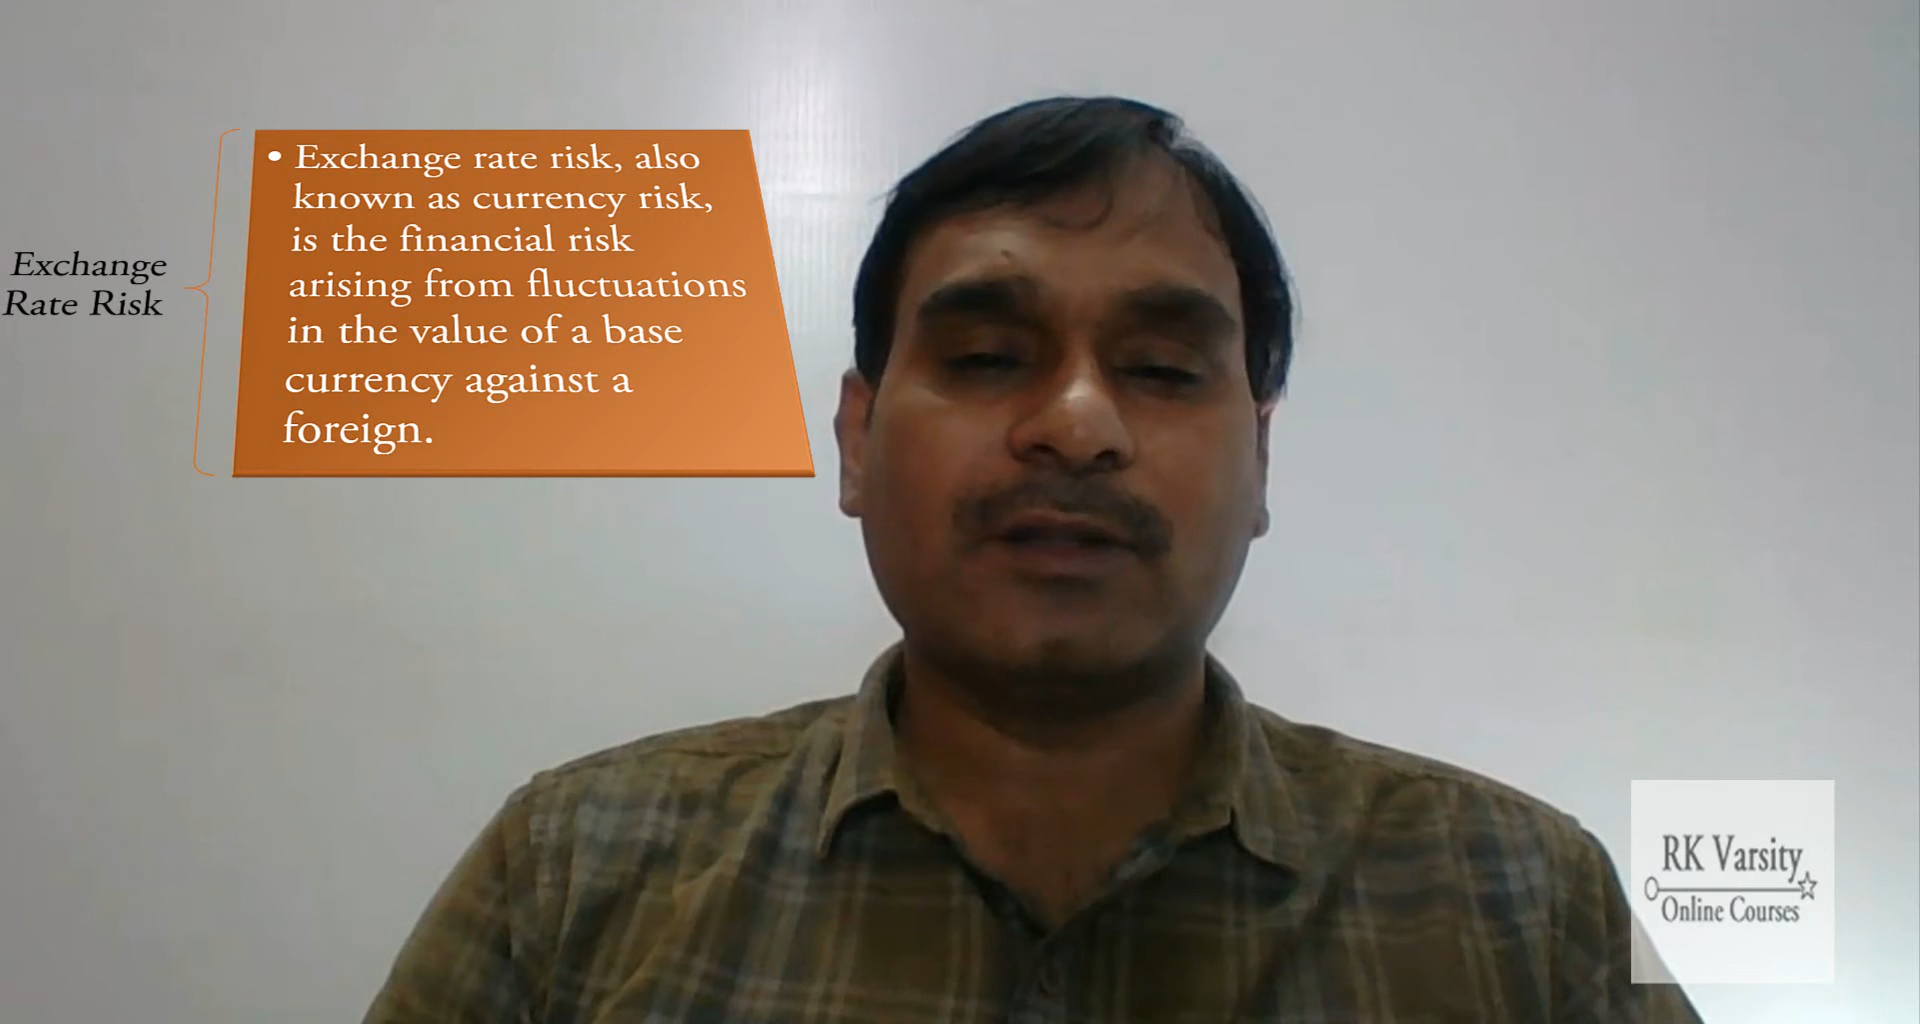 Exchange
Rate Risk
• Exchange rate risk, also
known as currency risk,
is the financial risk
arising from fluctuations
in the value of a base
currency against a
foreign.
RK Varsity
Online Courses